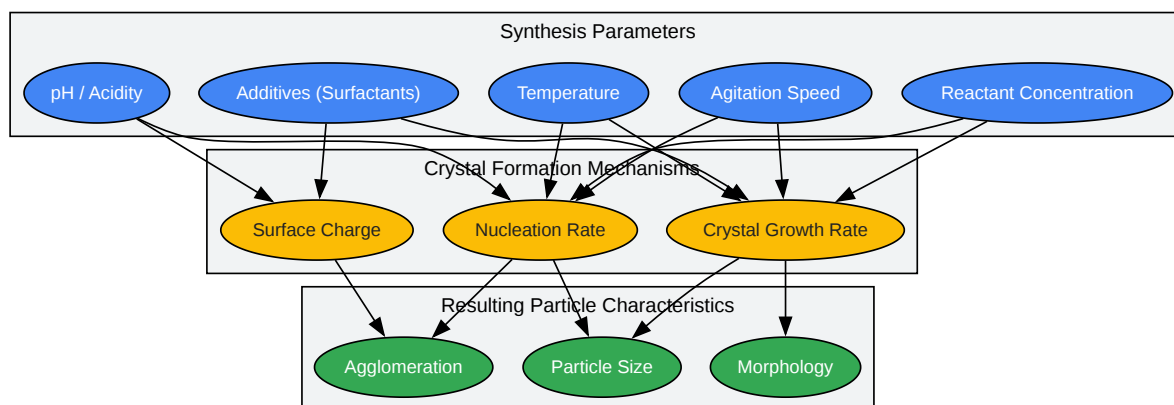 Synthesis Parameters
pH / Acidity
Additives (Surfactants)
Temperature
Agitation Speed
Reactant Concentration
Crystal Formation Mechanisms
Surface Charge
Nucleation Rate
Crystal Growth Rate
Resulting Particle Characteristics
Agglomeration
Particle Size
Morphology